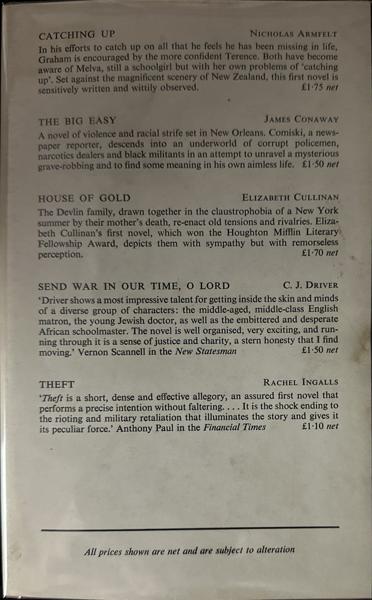 CATCHING UP Nicholas Armfelt
In his efforts to catch up on all that he feels he has been missing in life,
Graham is encouraged by the more confident Terence. Both have become
aware of Melva, still a schoolgirl but with her own problems of 'catching
up'. Set against the magnificent scenery of New Zealand, this first novel is
sensitively written and wittily observed. £1·75 net
THE BIG EASY James Conaway
A novel of violence and racial strife set in New Orleans. Comiski, a news-
paper reporter, descends into an underworld of corrupt policemen,
narcotics dealers and black militants in an attempt to unravel a mysterious
grave-robbing and to find some meaning in his own aimless life. £1·50 net
HOUSE OF GOLD Elizabeth Cullinan
The Devlin family, drawn together in the claustrophobia of a New York
summer by their mother's death, re-enact old tensions and rivalries. Eliza-
beth Cullinan's first novel, which won the Houghton Mifflin Literary
Fellowship Award, depicts them with sympathy but with remorseless
perception. £1·70 net
SEND WAR IN OUR TIME, O LORD C. J. Driver
'Driver shows a most impressive talent for getting inside the skin and minds
of a diverse group of characters: the middle-aged, middle-class English
matron, the young Jewish doctor, as well as the embittered and desperate
African schoolmaster. The novel is well organised, very exciting, and run-
ning through it is a sense of justice and charity, a stern honesty that I find
moving.' Vernon Scannell in the New Statesman £1·50 net
THEFT Rachel Ingalls
'Theft is a short, dense and effective allegory, an assured first novel that
performs a precise intention without faltering. . . . It is the shock ending to
the rioting and military retaliation that illuminates the story and gives it
its peculiar force.' Anthony Paul in the Financial Times £1·10 net
All prices shown are net and are subject to alteration